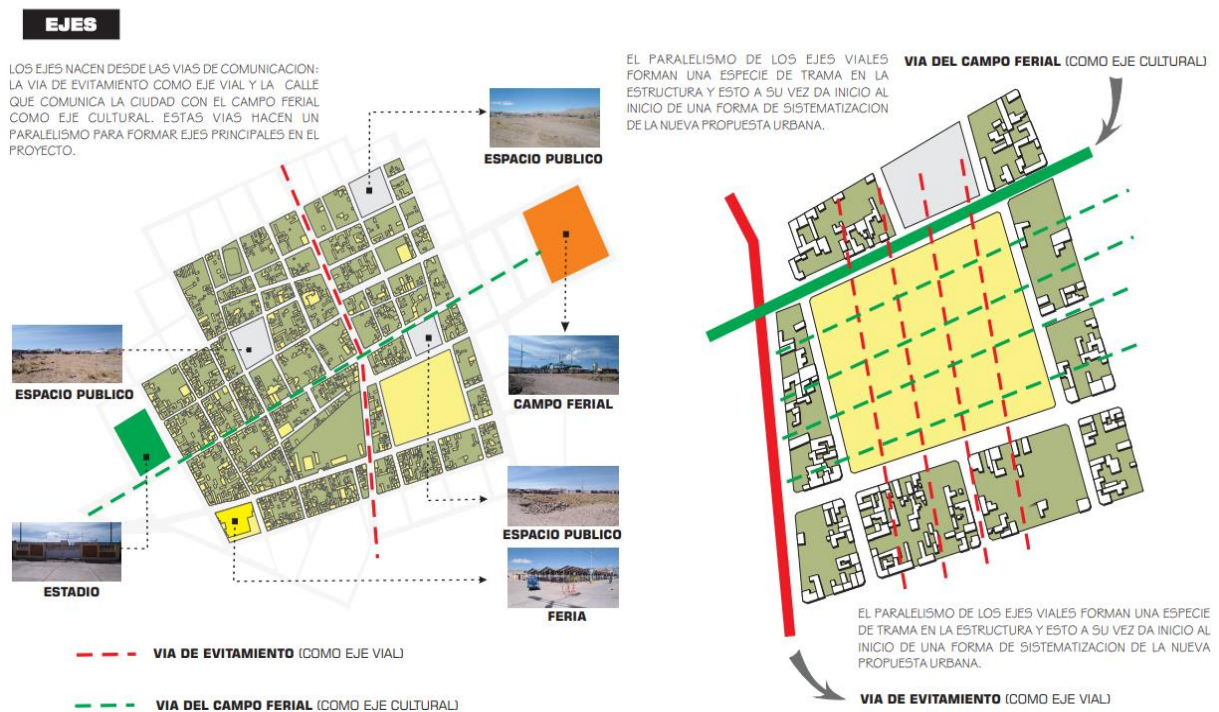 EJES
LOS EJES NACEN DESDE LAS VIAS DE COMUNICACION:
LA VIA DE EVITAMIENTO COMO EJE VIAL Y LA CALLE
QUE COMUNICA LA CIUDAD CON EL CAMPO FERIAL
COMO EJE CULTURAL. ESTAS VIAS HACEN UN
PARALELISMO PARA FORMAR EJES PRINCIPALES EN EL
PROYECTO.
ESPACIO PUBLICO
ESPACIO PUBLICO
CAMPO FERIAL
ESPACIO PUBLICO
ESTADIO
FERIA
VIA DE EVITAMIENTO (COMO EJE VIAL)
VIA DEL CAMPO FERIAL (COMO EJE CULTURAL)
EL PARALELISMO DE LOS EJES VIALES
FORMAN UNA ESPECIE DE TRAMA EN LA
ESTRUCTURA Y ESTO A SU VEZ DA INICIO AL
INICIO DE UNA FORMA DE SISTEMATIZACION
DE LA NUEVA PROPUESTA URBANA.
VIA DEL CAMPO FERIAL (COMO EJE CULTURAL)
EL PARALELISMO DE LOS EJES VIALES FORMAN UNA ESPECIE
DE TRAMA EN LA ESTRUCTURA Y ESTO A SU VEZ DA INICIO AL
INICIO DE UNA FORMA DE SISTEMATIZACION DE LA NUEVA
PROPUESTA URBANA.
VIA DE EVITAMIENTO (COMO EJE VIAL)